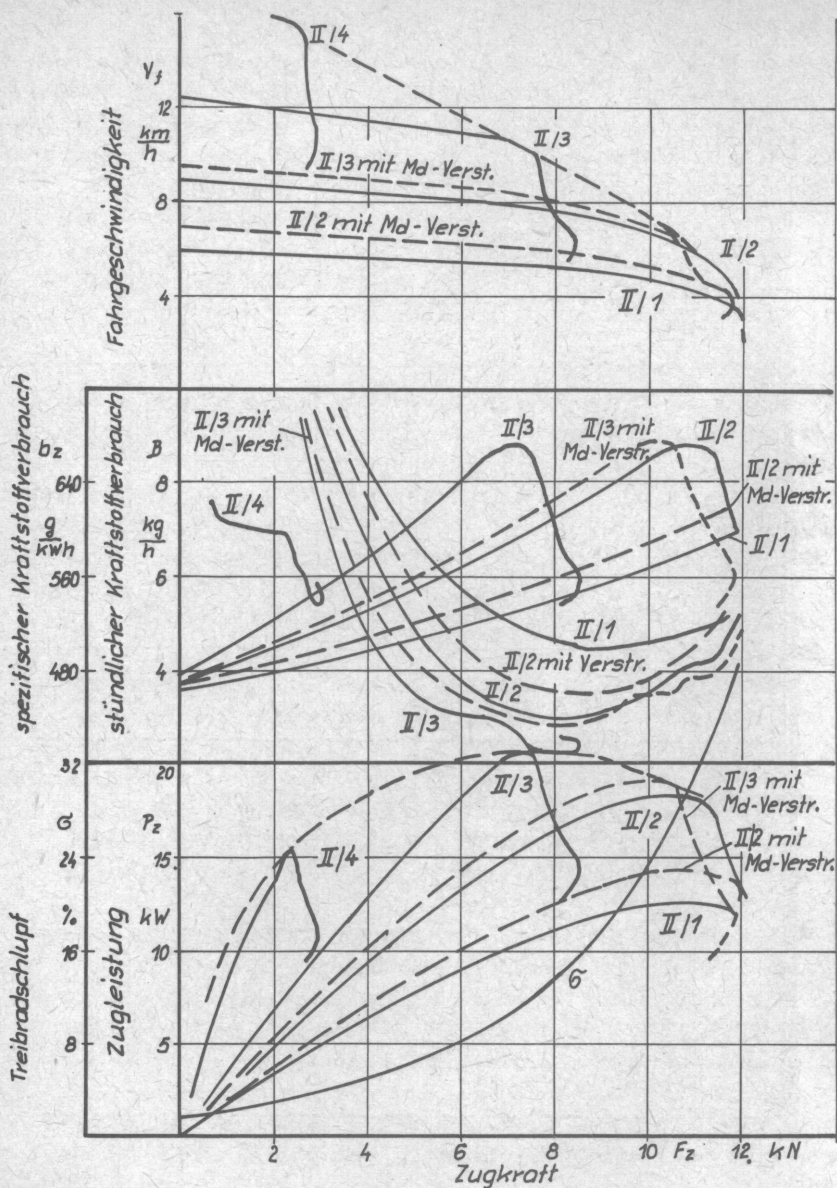 II/4
V_f
12
km/h
Fahrgeschwindigkeit
II/3
II/3 mit Md-Verst.
8
II/2 mit Md-Verst.
II/2
4
II/1
II/3 mit
Md-Verst.
II/3
II/3 mit
Md-Verstr.
II/2
b_z
B
640
8
II/2 mit
Md-Verstr.
II/4
g/kWh
kg/h
II/1
560
6
spezifischer Kraftstoffverbrauch
stündlicher Kraftstoffverbrauch
II/1
II/2 mit Verstr.
480
4
II/2
II/3
32
20
II/3
II/3 mit
Md-Verstr.
σ
P_z
II/2
II/2 mit
Md-Verstr.
24
15
II/4
%
kW
II/1
16
10
σ
Treibradschlupf
Zugleistung
8
5
2 4 6 8 10 F_z 12. kN
Zugkraft